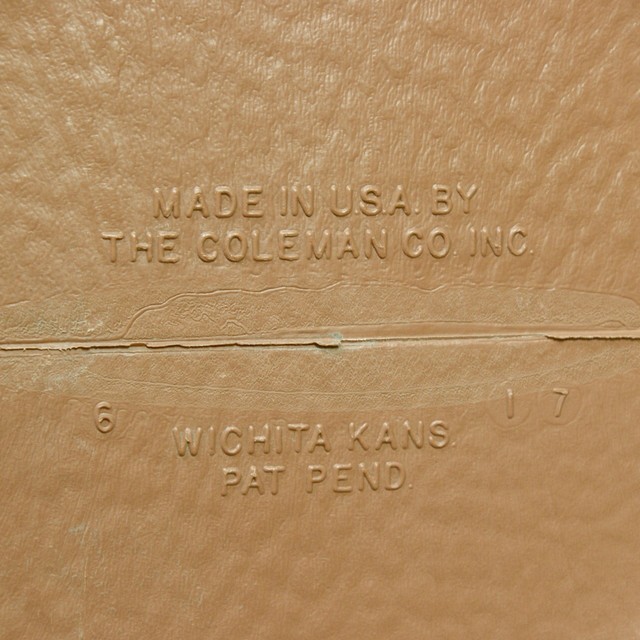 MADE IN U.S.A. BY
THE COLEMAN CO. INC.
6 1 7
WICHITA KANS.
PAT PEND.